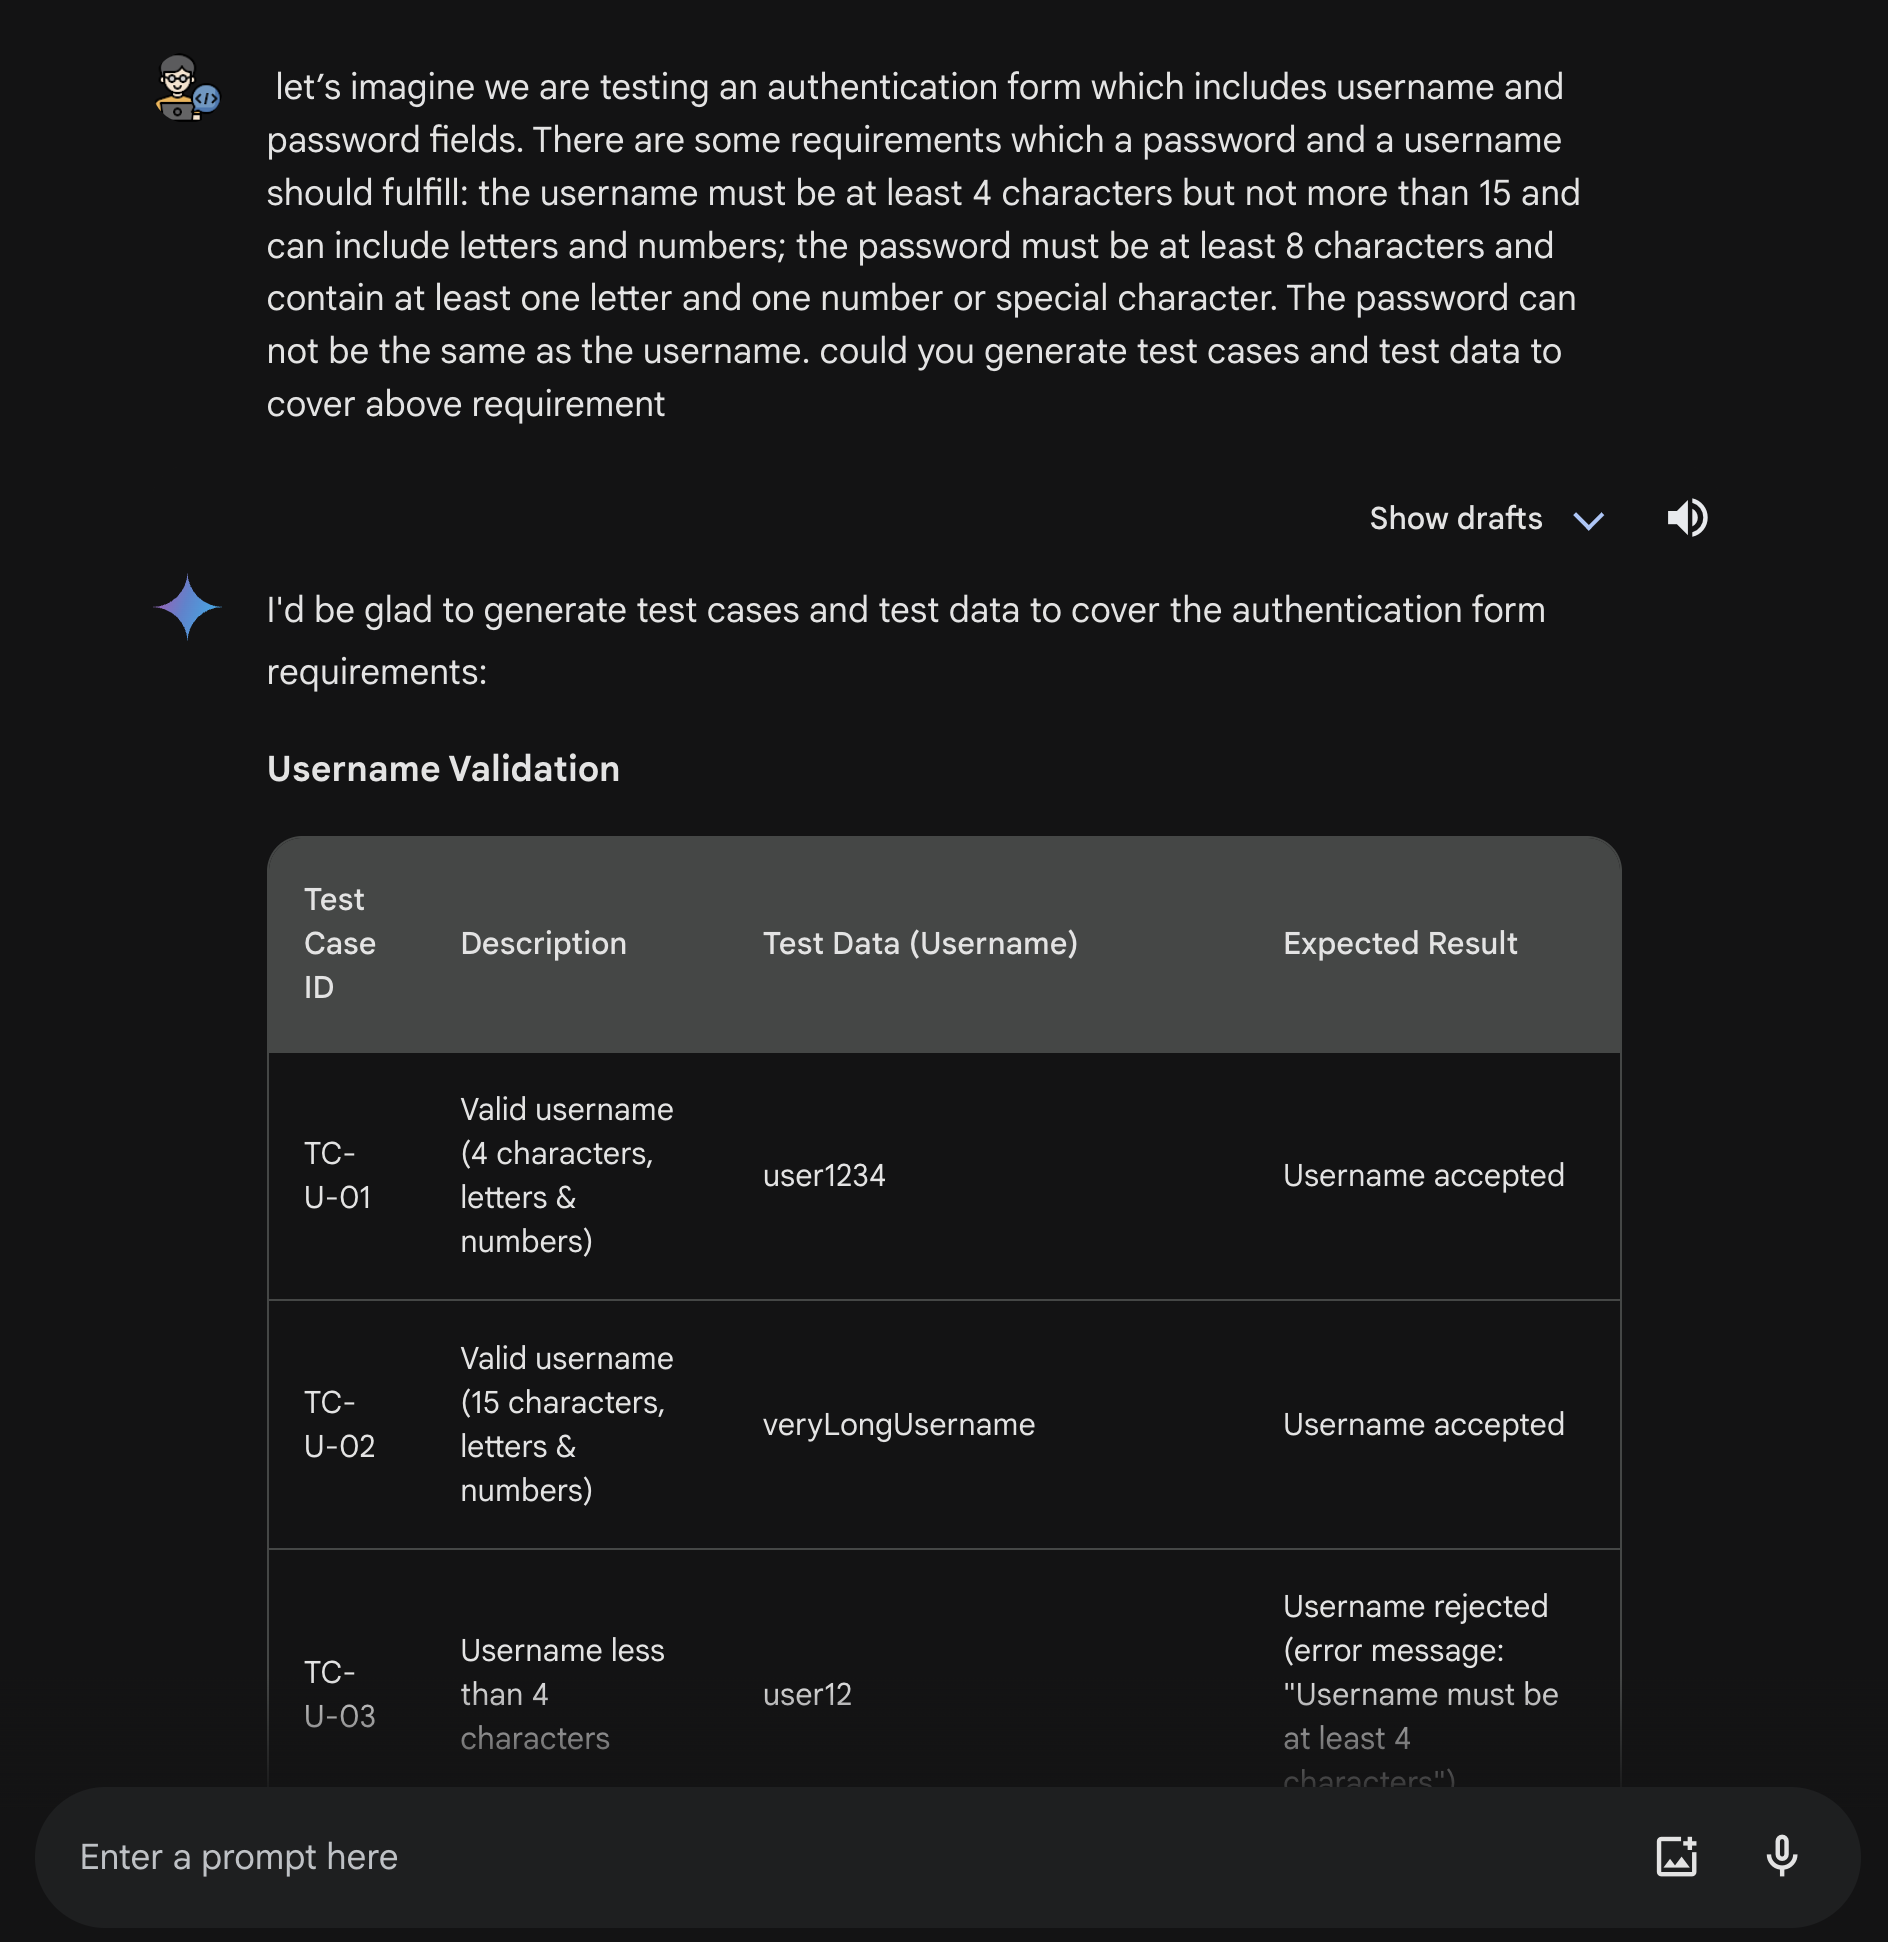 let’s imagine we are testing an authentication form which includes username and
password fields. There are some requirements which a password and a username
should fulfill: the username must be at least 4 characters but not more than 15 and
can include letters and numbers; the password must be at least 8 characters and
contain at least one letter and one number or special character. The password can
not be the same as the username. could you generate test cases and test data to
cover above requirement
Show drafts
I'd be glad to generate test cases and test data to cover the authentication form
requirements:
Username Validation
Test
Case
ID
Description
Test Data (Username)
Expected Result
TC-
U-01
Valid username
(4 characters,
letters &
numbers)
user1234
Username accepted
TC-
U-02
Valid username
(15 characters,
letters &
numbers)
veryLongUsername
Username accepted
TC-
U-03
Username less
than 4
characters
user12
Username rejected
(error message:
"Username must be
at least 4
characters")
Enter a prompt here